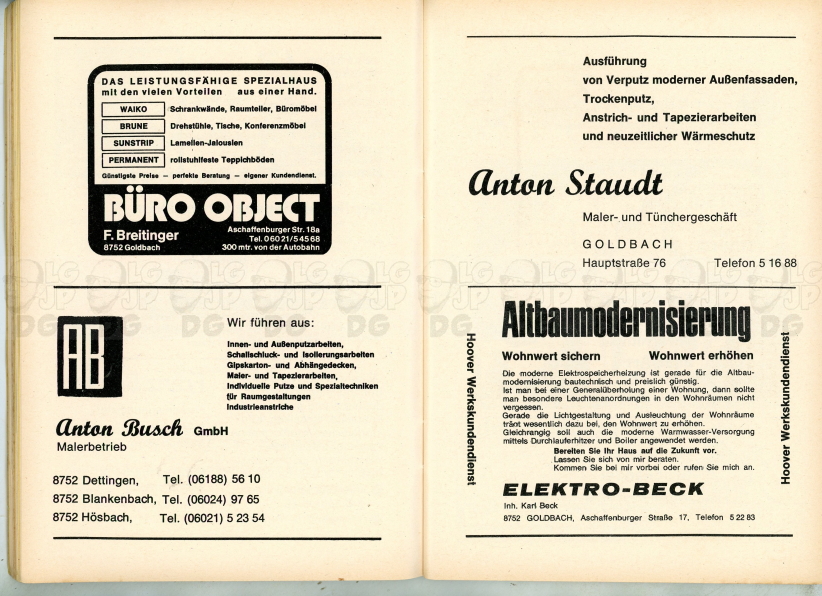 DAS LEISTUNGSFÄHIGE SPEZIALHAUS
mit den vielen Vorteilen aus einer Hand.
WAIKO Schrankwände, Raumteiler, Büromöbel
BRUNE Drehstühle, Tische, Konferenzmöbel
SUNSTRIP Lamellen-Jalousien
PERMANENT rollstuhlfeste Teppichböden
Günstigste Preise – perfekte Beratung – eigener Kundendienst.
BÜRO OBJECT
F. Breitinger
8752 Goldbach
Aschaffenburger Str. 18a
Tel. 06021/54568
300 mtr. von der Autobahn
AB
Wir führen aus:
Innen- und Außenputzarbeiten,
Schallschluck- und Isolierungsarbeiten
Gipskarton- und Abhängedecken,
Maler- und Tapezierarbeiten,
Individuelle Putze und Spezialtechniken
für Raumgestaltungen
Industrieanstriche
Anton Busch GmbH
Malerbetrieb
8752 Dettingen, Tel. (06188) 56 10
8752 Blankenbach, Tel. (06024) 97 65
8752 Hösbach, Tel. (06021) 5 23 54
Ausführung
von Verputz moderner Außenfassaden,
Trockenputz,
Anstrich- und Tapezierarbeiten
und neuzeitlicher Wärmeschutz
Anton Staudt
Maler- und Tünchergeschäft
GOLDBACH
Hauptstraße 76 Telefon 5 16 88
Altbaumodernisierung
Wohnwert sichern Wohnwert erhöhen
Hoover Werkskundendienst
Die moderne Elektrospeicherheizung ist gerade für die Altbau-
modernisierung bautechnisch und preislich günstig.
Ist man bei einer Generalüberholung einer Wohnung, dann sollte
man besondere Leuchtenanordnungen in den Wohnräumen nicht
vergessen.
Gerade die Lichtgestaltung und Ausleuchtung der Wohnräume
tränt wesentlich dazu bei, den Wohnwert zu erhöhen.
Gleichrangig soll auch die moderne Warmwasser-Versorgung
mittels Durchlauferhitzer und Boiler angewendet werden.
Bereiten Sie Ihr Haus auf die Zukunft vor.
Lassen Sie sich von mir beraten.
Kommen Sie bei mir vorbei oder rufen Sie mich an.
Hoover Werkskundendienst
ELEKTRO-BECK
Inh. Karl Beck
8752 GOLDBACH, Aschaffenburger Straße 17, Telefon 5 22 83
LG
JP
DG